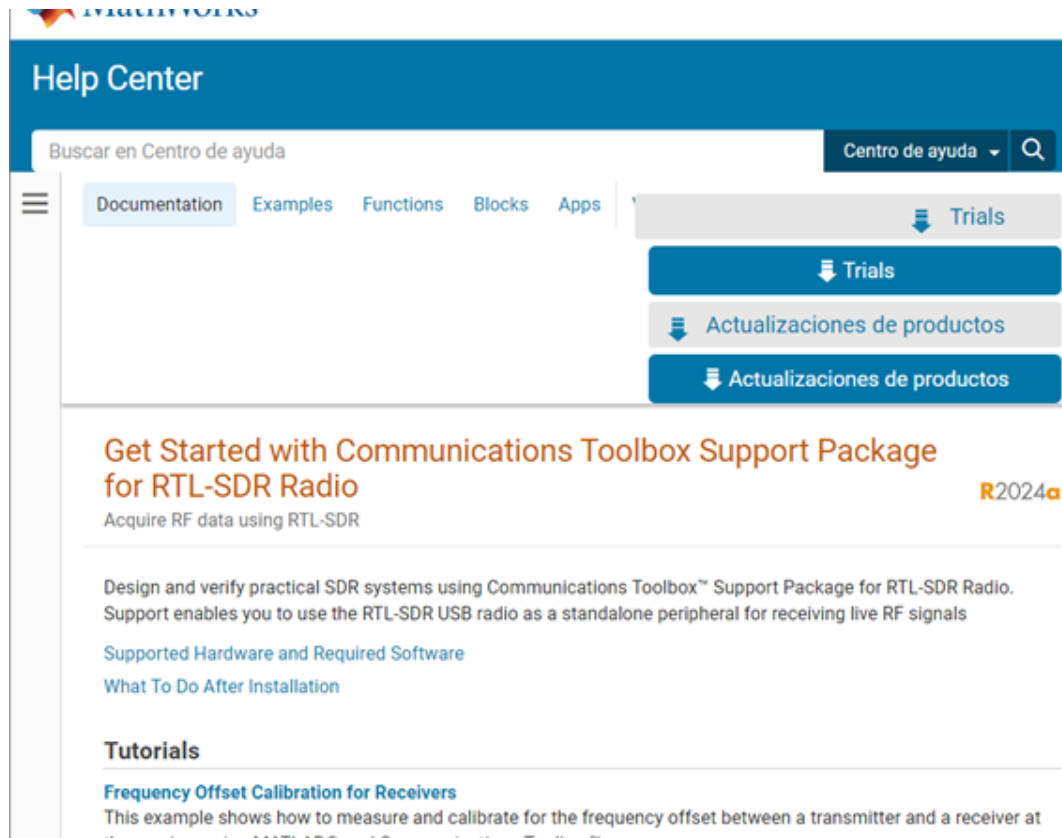 MathWorks
Help Center
Buscar en Centro de ayuda
Centro de ayuda
Documentation Examples Functions Blocks Apps
Trials
Trials
Actualizaciones de productos
Actualizaciones de productos
Get Started with Communications Toolbox Support Package
for RTL-SDR Radio
R2024a
Acquire RF data using RTL-SDR
Design and verify practical SDR systems using Communications Toolbox™ Support Package for RTL-SDR Radio.
Support enables you to use the RTL-SDR USB radio as a standalone peripheral for receiving live RF signals
Supported Hardware and Required Software
What To Do After Installation
Tutorials
Frequency Offset Calibration for Receivers
This example shows how to measure and calibrate for the frequency offset between a transmitter and a receiver at